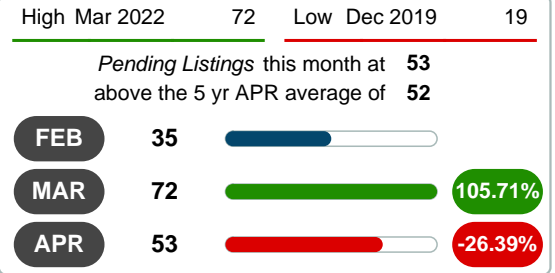 High Mar 2022 72 Low Dec 2019 19
Pending Listings this month at 53
above the 5 yr APR average of 52
FEB 35
MAR 72 105.71%
APR 53 -26.39%